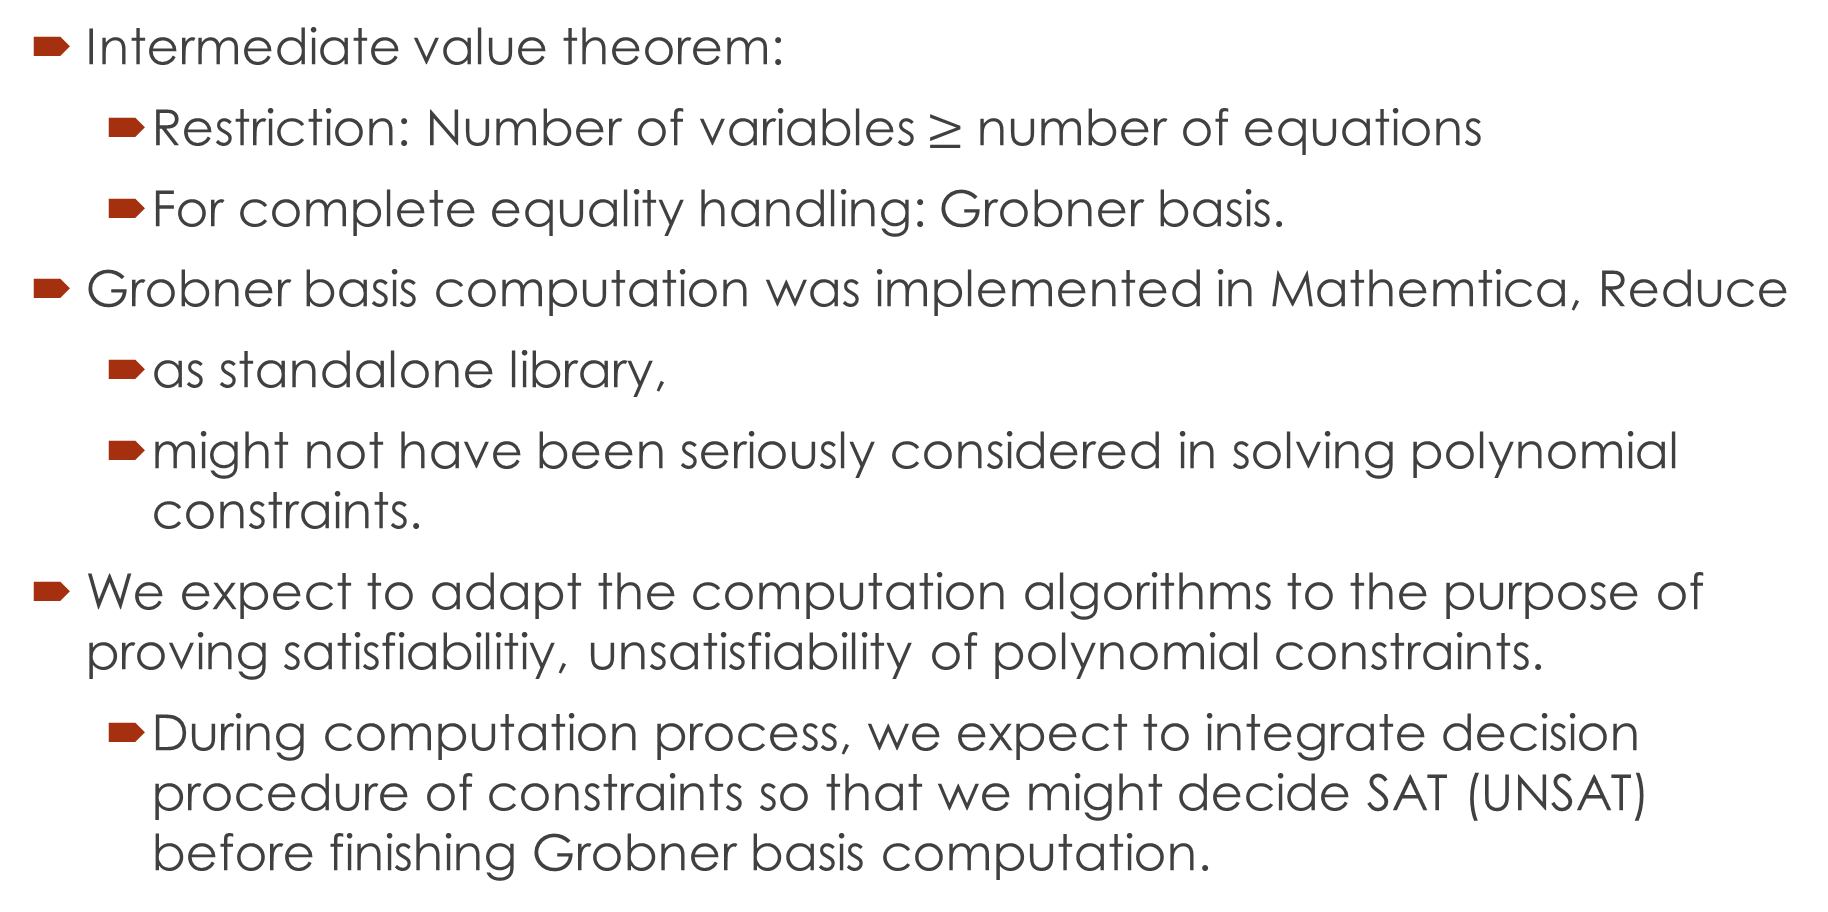 Intermediate value theorem:
Restriction: Number of variables ≥ number of equations
For complete equality handling: Grobner basis.
Grobner basis computation was implemented in Mathemtica, Reduce
as standalone library,
might not have been seriously considered in solving polynomial
constraints.
We expect to adapt the computation algorithms to the purpose of
proving satisfiabilitiy, unsatisfiability of polynomial constraints.
During computation process, we expect to integrate decision
procedure of constraints so that we might decide SAT (UNSAT)
before finishing Grobner basis computation.